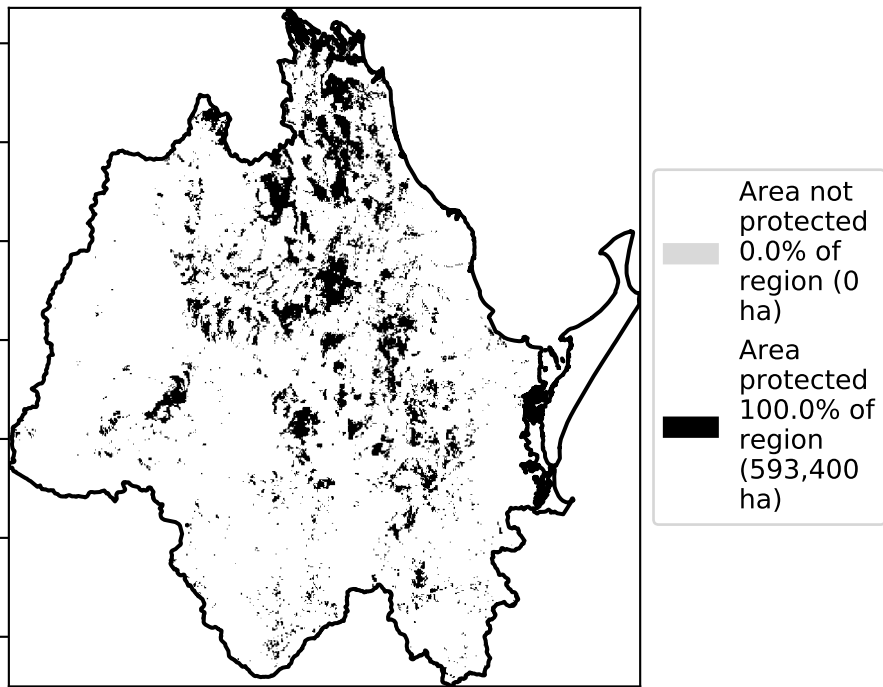 Area not
protected
0.0% of
region (0
ha)
Area
protected
100.0% of
region
(593,400
ha)